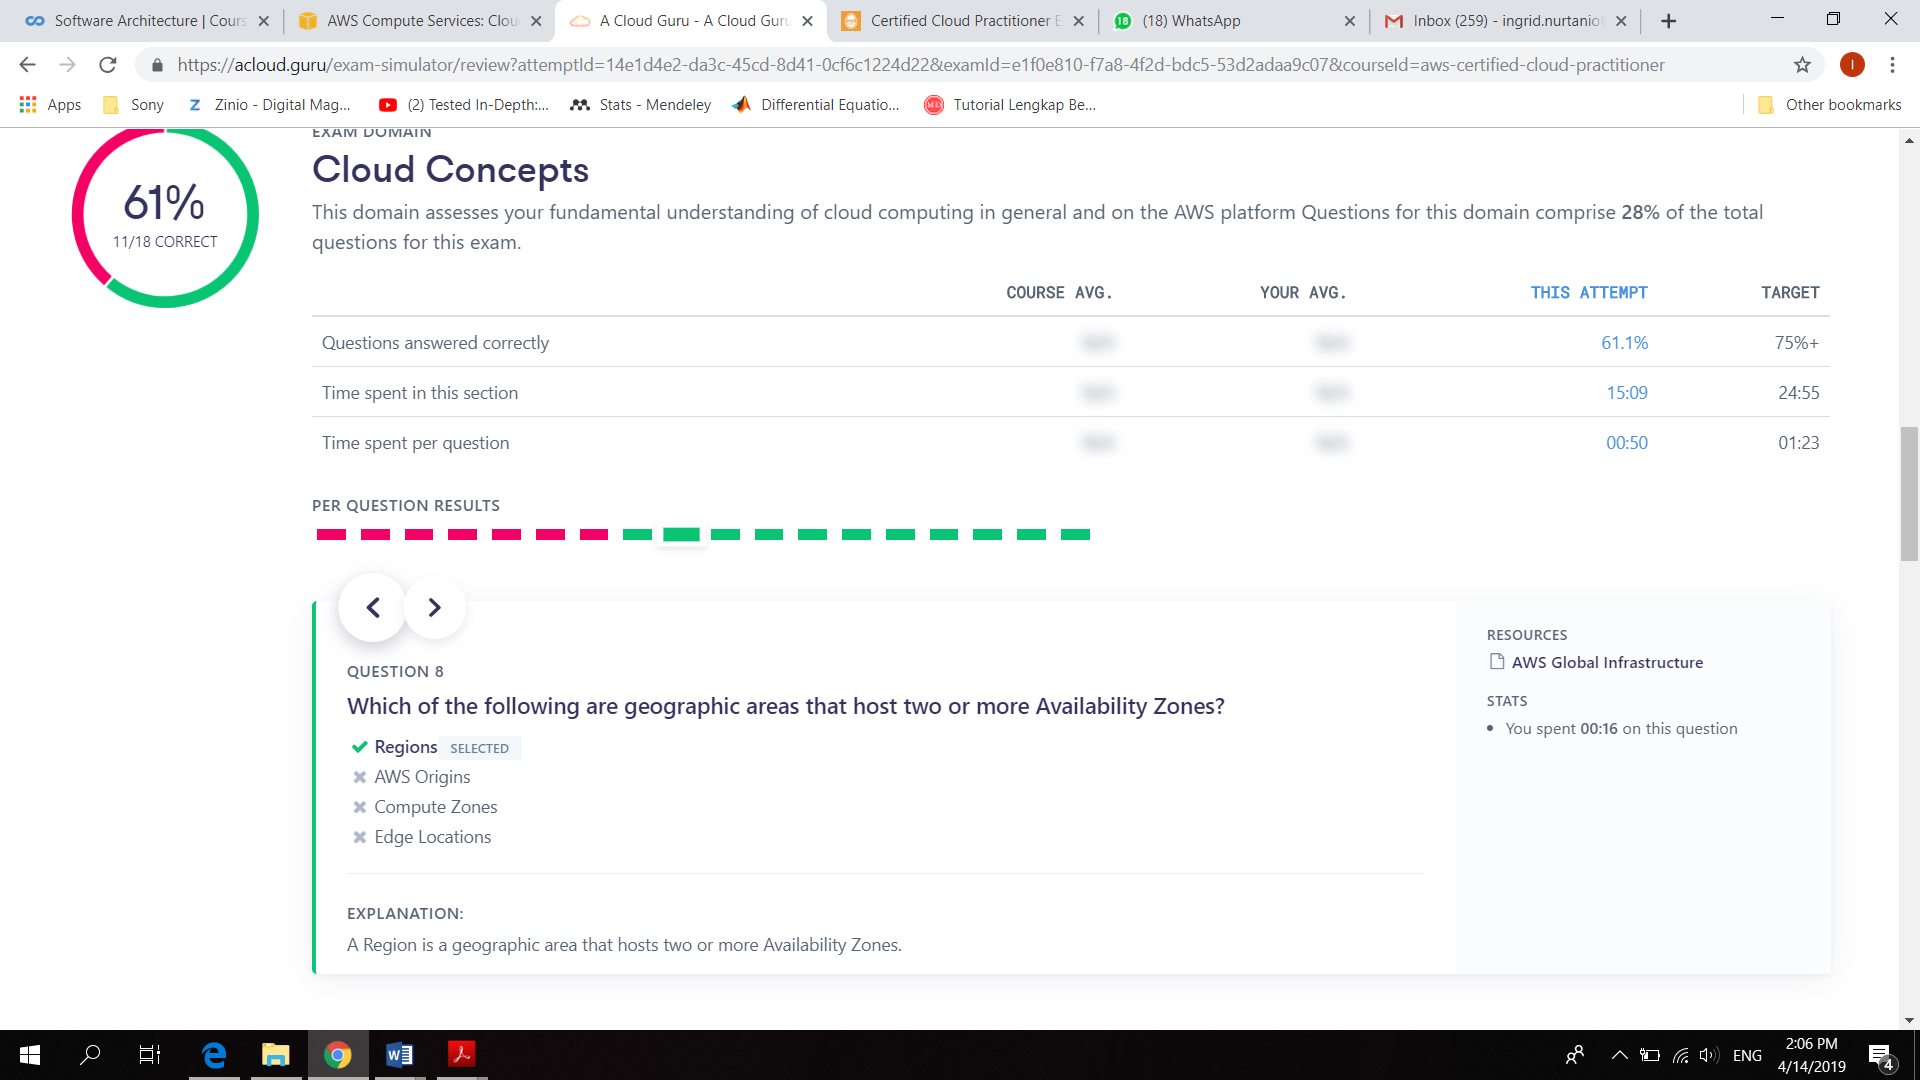 Software Architecture | Cours
AWS Compute Services: Clou
A Cloud Guru - A Cloud Guru
Certified Cloud Practitioner E
(18) WhatsApp
Inbox (259) - ingrid.nurtanio
https://acloud.guru/exam-simulator/review?attemptId=14e1d4e2-da3c-45cd-8d41-0cf6c1224d22&examId=e1f0e810-f7a8-4f2d-bdc5-53d2adaa9c07&courseId=aws-certified-cloud-practitioner
I
Apps
Sony
Zinio - Digital Mag...
(2) Tested In-Depth:...
Stats - Mendeley
Differential Equatio...
Tutorial Lengkap Be...
Other bookmarks
61%
11/18 CORRECT
EXAM DOMAIN
Cloud Concepts
This domain assesses your fundamental understanding of cloud computing in general and on the AWS platform Questions for this domain comprise 28% of the total
questions for this exam.
COURSE AVG. YOUR AVG. THIS ATTEMPT TARGET
Questions answered correctly 61.1% 75%+
Time spent in this section 15:09 24:55
Time spent per question 00:50 01:23
PER QUESTION RESULTS
QUESTION 8
Which of the following are geographic areas that host two or more Availability Zones?
Regions SELECTED
AWS Origins
Compute Zones
Edge Locations
EXPLANATION:
A Region is a geographic area that hosts two or more Availability Zones.
RESOURCES
AWS Global Infrastructure
STATS
You spent 00:16 on this question
ENG
2:06 PM
4/14/2019
4